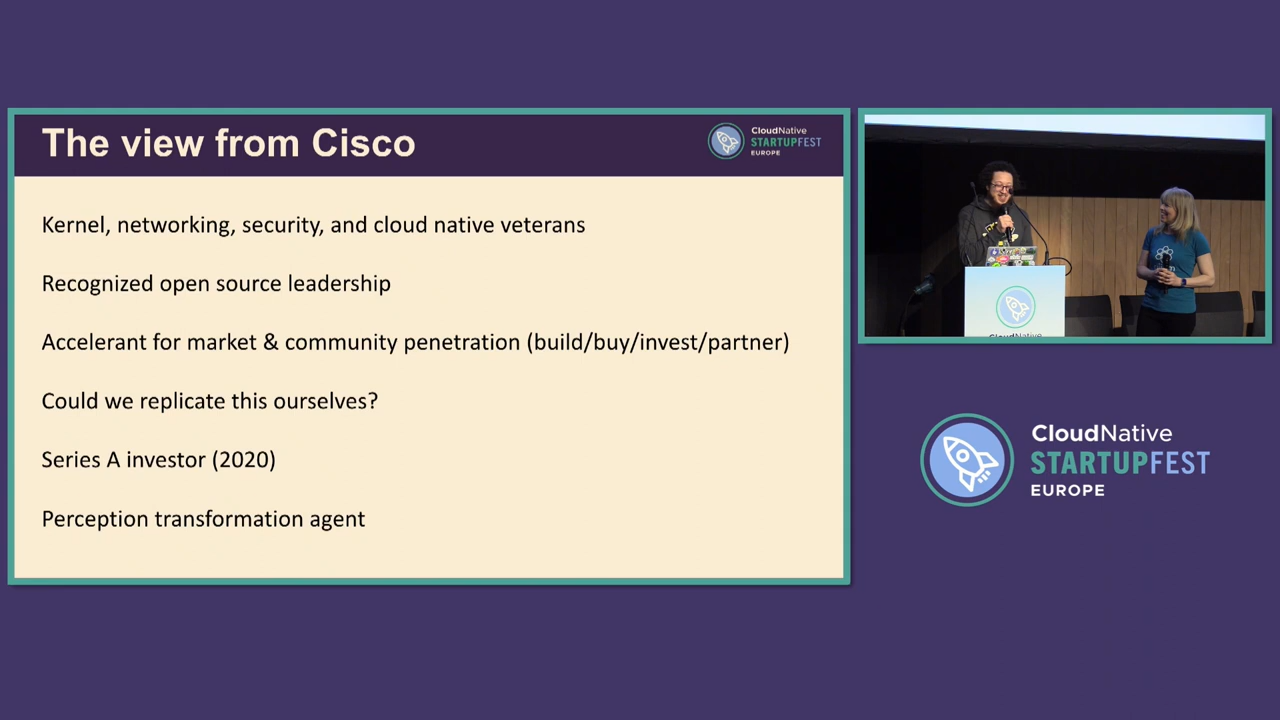 The view from Cisco
CloudNative
STARTUPFEST
EUROPE
Kernel, networking, security, and cloud native veterans
Recognized open source leadership
Accelerant for market & community penetration (build/buy/invest/partner)
Could we replicate this ourselves?
Series A investor (2020)
Perception transformation agent
CloudNative
CloudNative
STARTUPFEST
EUROPE